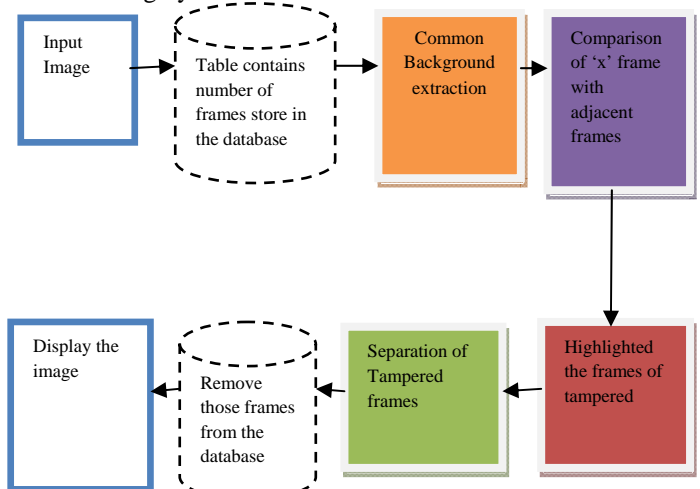 Input
Image
Table contains
number of
frames store in
the database
Common
Background
extraction
Comparison
of ‘x’ frame
with
adjacent
frames
Highlighted
the frames of
tampered
Separation of
Tampered
frames
Remove
those frames
from the
database
Display the
image